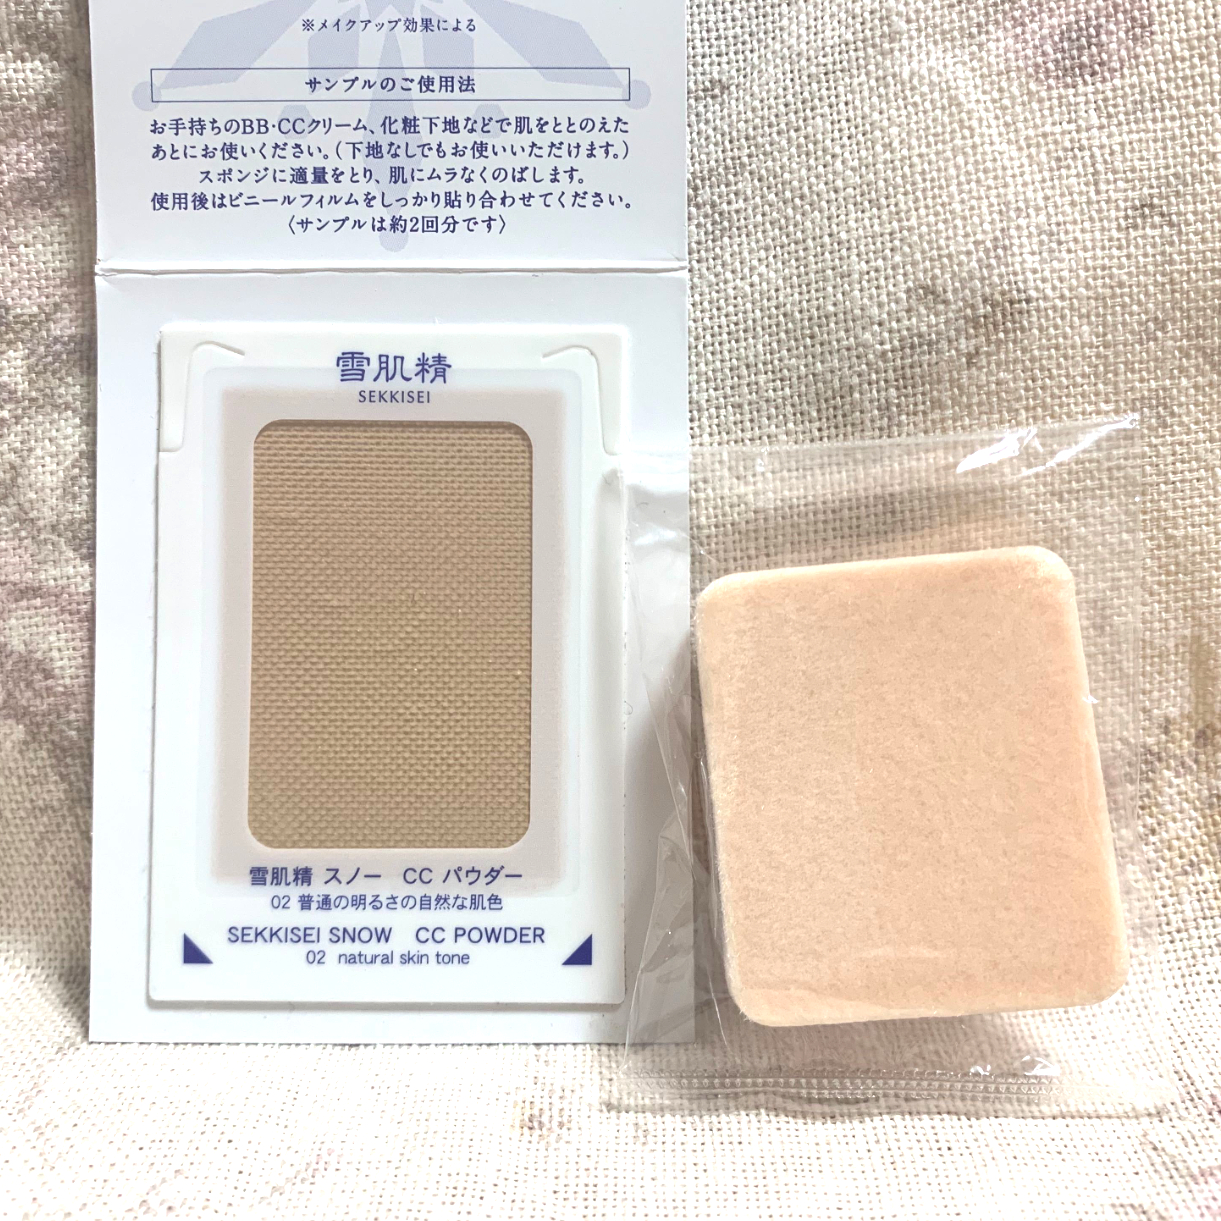 ※メイクアップ効果による
サンプルのご使用法
お手持ちのBB・CCクリーム、化粧下地などで肌をととのえた
あとにお使いください。(下地なしでもお使いいただけます。)
スポンジに適量をとり、肌にムラなくのばします。
使用後はビニールフィルムをしっかり貼り合わせてください。
〈サンプルは約2回分です〉
雪肌精
SEKKISEI
雪肌精 スノー CC パウダー
02 普通の明るさの自然な肌色
SEKKISEI SNOW CC POWDER
02 natural skin tone